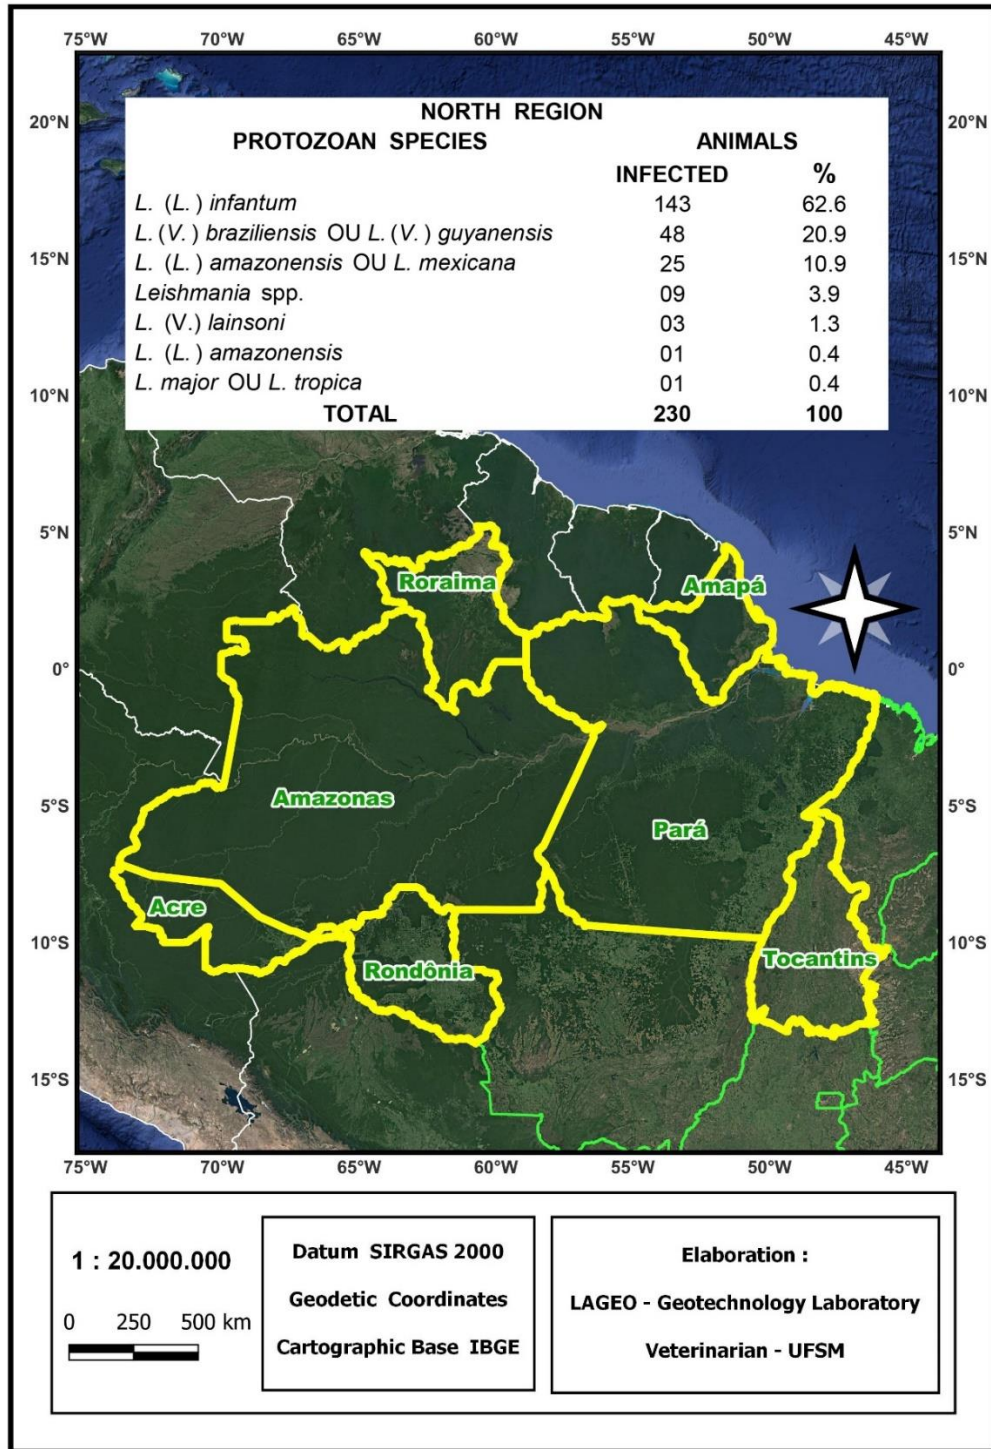 75°W 70°W 65°W 60°W 55°W 50°W 45°W
NORTH REGION
PROTOZOAN SPECIES ANIMALS
INFECTED %
L. (L.) infantum 143 62.6
L. (V.) braziliensis OU L. (V.) guyanensis 48 20.9
L. (L.) amazonensis OU L. mexicana 25 10.9
Leishmania spp. 09 3.9
L. (V.) lainsoni 03 1.3
L. (L.) amazonensis 01 0.4
L. major OU L. tropica 01 0.4
TOTAL 230 100
20°N 20°N
15°N 15°N
10°N 10°N
5°N 5°N
Roraima Amapá
0° 0°
Amazonas
5°S 5°S
Pará
Acre
10°S 10°S
Tocantins
Rondônia
15°S 15°S
75°W 70°W 65°W 60°W 55°W 50°W 45°W
1 : 20.000.000
0 250 500 km
Datum SIRGAS 2000
Geodetic Coordinates
Cartographic Base IBGE
Elaboration :
LAGEO - Geotechnology Laboratory
Veterinarian - UFSM